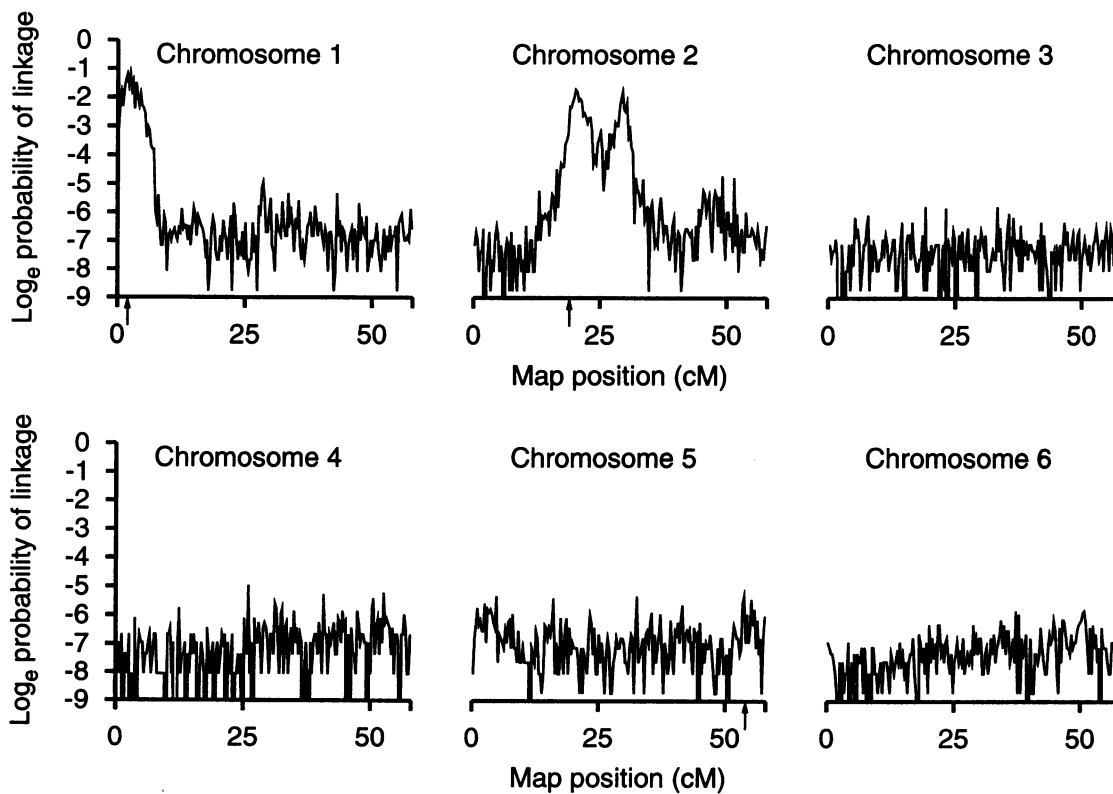 Chromosome 1
Chromosome 2
Chromosome 3
Logₑ probability of linkage
0
-1
-2
-3
-4
-5
-6
-7
-8
-9
0 25 50
0 25 50
0 25 50
Map position (cM)
Chromosome 4
Chromosome 5
Chromosome 6
Logₑ probability of linkage
0
-1
-2
-3
-4
-5
-6
-7
-8
-9
0 25 50
0 25 50
0 25 50
Map position (cM)